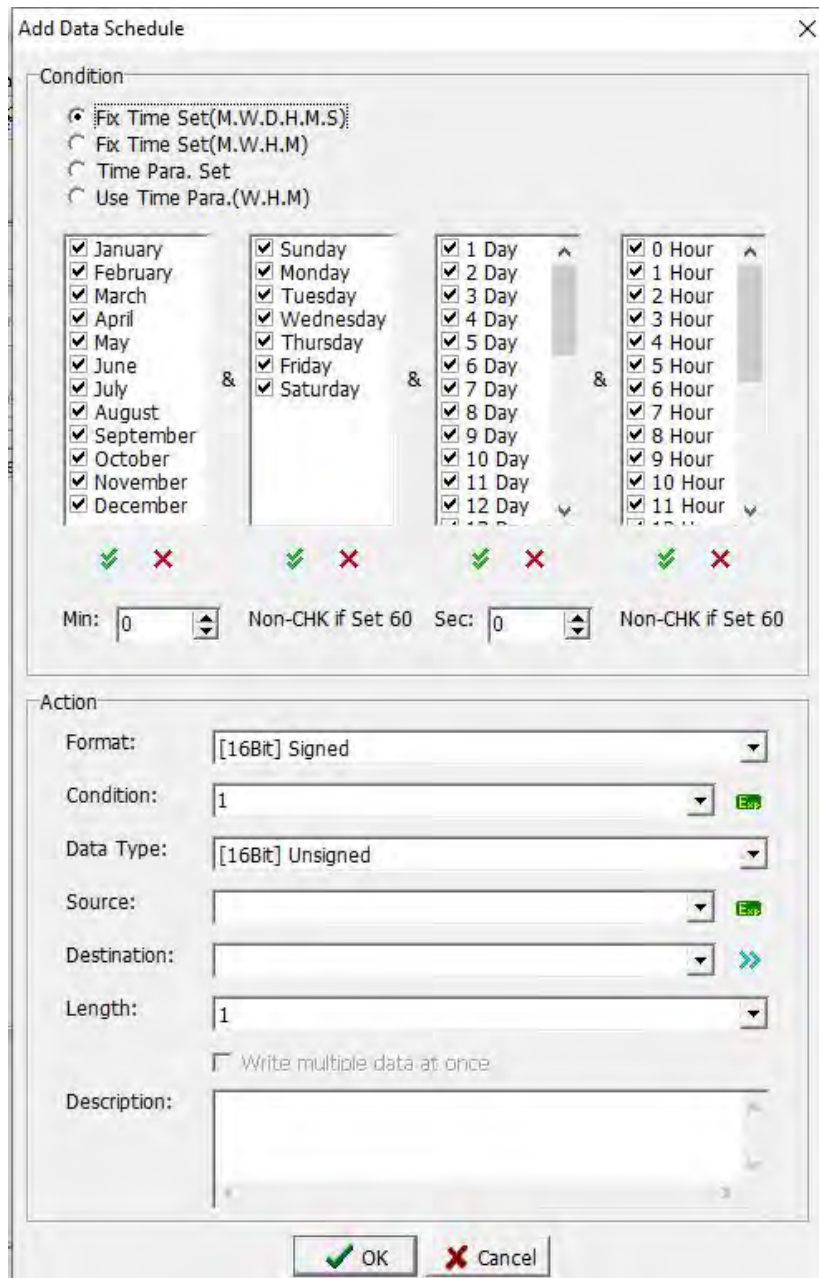 Add Data Schedule
Condition
Fix Time Set(M.W.D.H.M.S)
Fix Time Set(M.W.H.M)
Time Para. Set
Use Time Para.(W.H.M)
January
February
March
April
May
June
July
August
September
October
November
December
&
Sunday
Monday
Tuesday
Wednesday
Thursday
Friday
Saturday
&
1 Day
2 Day
3 Day
4 Day
5 Day
6 Day
7 Day
8 Day
9 Day
10 Day
11 Day
12 Day
&
0 Hour
1 Hour
2 Hour
3 Hour
4 Hour
5 Hour
6 Hour
7 Hour
8 Hour
9 Hour
10 Hour
11 Hour
Min: 0 Non-CHK if Set 60 Sec: 0 Non-CHK if Set 60
Action
Format: [16Bit] Signed
Condition: 1 Exp
Data Type: [16Bit] Unsigned
Source: Exp
Destination:
Length: 1
Write multiple data at once
Description:
OK Cancel